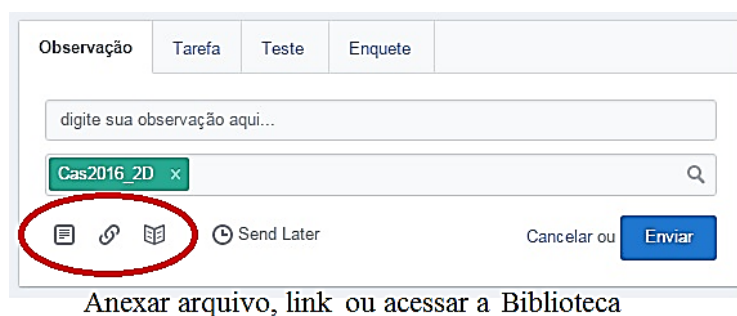 Observação Tarefa Teste Enquete
digite sua observação aqui...
Cas2016_2D ×
Send Later Cancelar ou Enviar
Anexar arquivo, link ou acessar a Biblioteca